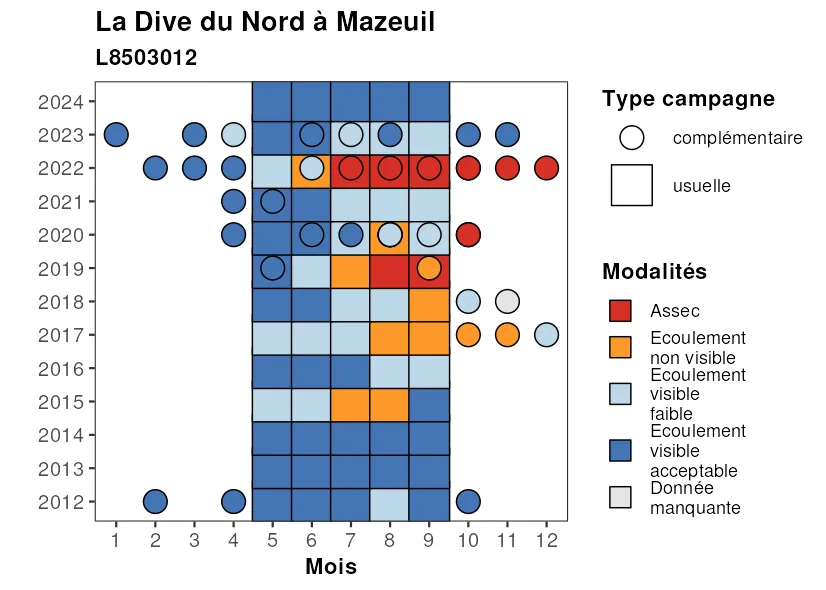 La Dive du Nord à Mazeuil
L8503012
2024
2023
2022
2021
2020
2019
2018
2017
2016
2015
2014
2013
2012
1 2 3 4 5 6 7 8 9 10 11 12
Mois
Type campagne
complémentaire
usuelle
Modalités
Assec
Ecoulement
non visible
Ecoulement
visible
faible
Ecoulement
visible
acceptable
Donnée
manquante